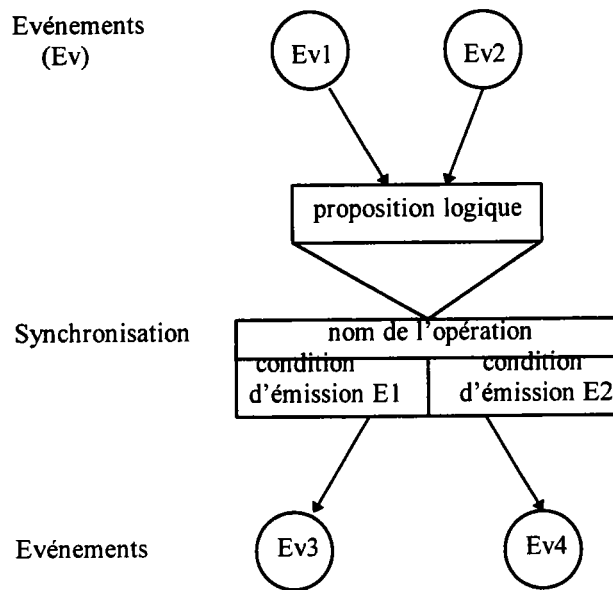 Evénements
(Ev)
Ev1
Ev2
proposition logique
Synchronisation
nom de l'opération
condition
d'émission E1
condition
d'émission E2
Evénements
Ev3
Ev4